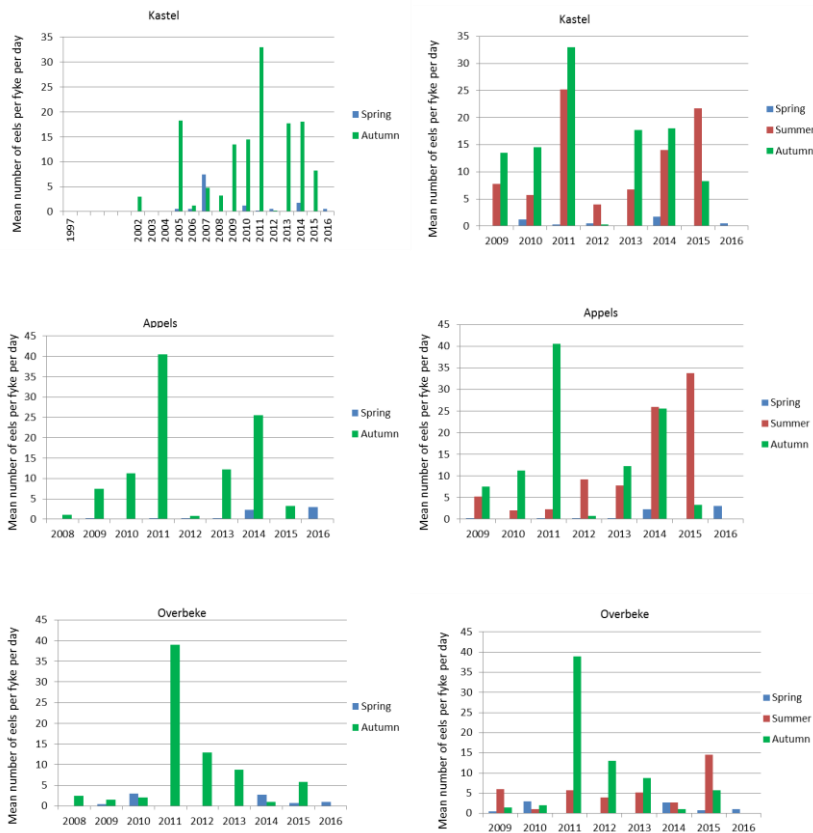 Kastel
Mean number of eels per fyke per day
35
30
25
20
15
10
5
0
1997
2002
2003
2004
2005
2006
2007
2008
2009
2010
2011
2012
2013
2014
2015
2016
Spring
Autumn
Kastel
Mean number of eels per fyke per day
35
30
25
20
15
10
5
0
2009 2010 2011 2012 2013 2014 2015 2016
Spring
Summer
Autumn
Appels
Mean number of eels per fyke per day
45
40
35
30
25
20
15
10
5
0
2008 2009 2010 2011 2012 2013 2014 2015 2016
Spring
Autumn
Appels
Mean number of eels per fyke per day
45
40
35
30
25
20
15
10
5
0
2009 2010 2011 2012 2013 2014 2015 2016
Spring
Summer
Autumn
Overbeke
Mean number of eels per fyke per day
45
40
35
30
25
20
15
10
5
0
2008 2009 2010 2011 2012 2013 2014 2015 2016
Spring
Autumn
Overbeke
Mean number of eels per fyke per day
45
40
35
30
25
20
15
10
5
0
2009 2010 2011 2012 2013 2014 2015 2016
Spring
Summer
Autumn